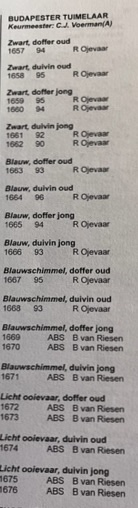 BUDAPESTER TUIMELAAR
Keurmeester: C.J. Voerman(A)
Zwart, doffer oud
1657 94 R Ojevaar
Zwart, duivin oud
1658 95 R Ojevaar
Zwart, doffer jong
1659 95 R Ojevaar
1660 94 R Ojevaar
Zwart, duivin jong
1661 92 R Ojevaar
1662 90 R Ojevaar
Blauw, doffer oud
1663 93 R Ojevaar
Blauw, duivin oud
1664 96 R Ojevaar
Blauw, doffer jong
1665 94 R Ojevaar
Blauw, duivin jong
1666 93 R Ojevaar
Blauwschimmel, doffer oud
1667 95 R Ojevaar
Blauwschimmel, duivin oud
1668 93 R Ojevaar
Blauwschimmel, doffer jong
1669 ABS B van Riesen
1670 ABS B van Riesen
Blauwschimmel, duivin jong
1671 ABS B van Riesen
Licht ooievaar, doffer oud
1672 ABS B van Riesen
1673 ABS B van Riesen
Licht ooievaar, duivin oud
1674 ABS B van Riesen
Licht ooievaar, duivin jong
1675 ABS B van Riesen
1676 ABS B van Riesen